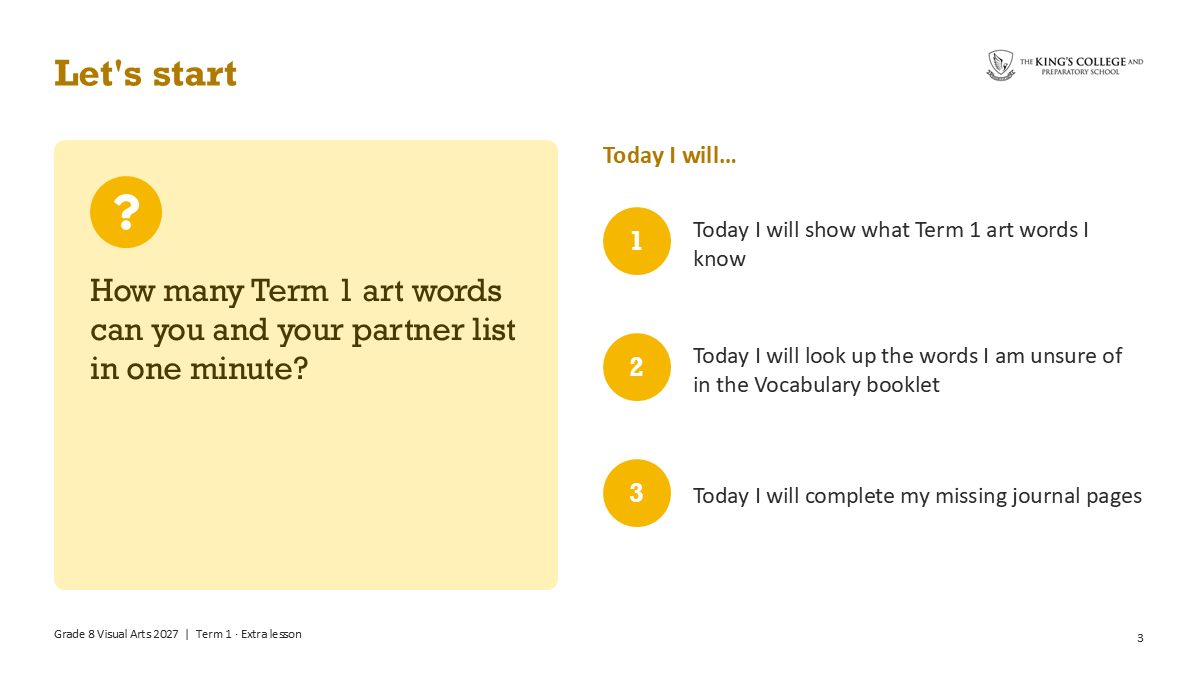 Let's start
THE KING'S COLLEGE AND
PREPARATORY SCHOOL
?
How many Term 1 art words
can you and your partner list
in one minute?
Today I will...
1
Today I will show what Term 1 art words I
know
2
Today I will look up the words I am unsure of
in the Vocabulary booklet
3
Today I will complete my missing journal pages
Grade 8 Visual Arts 2027 | Term 1 · Extra lesson
3